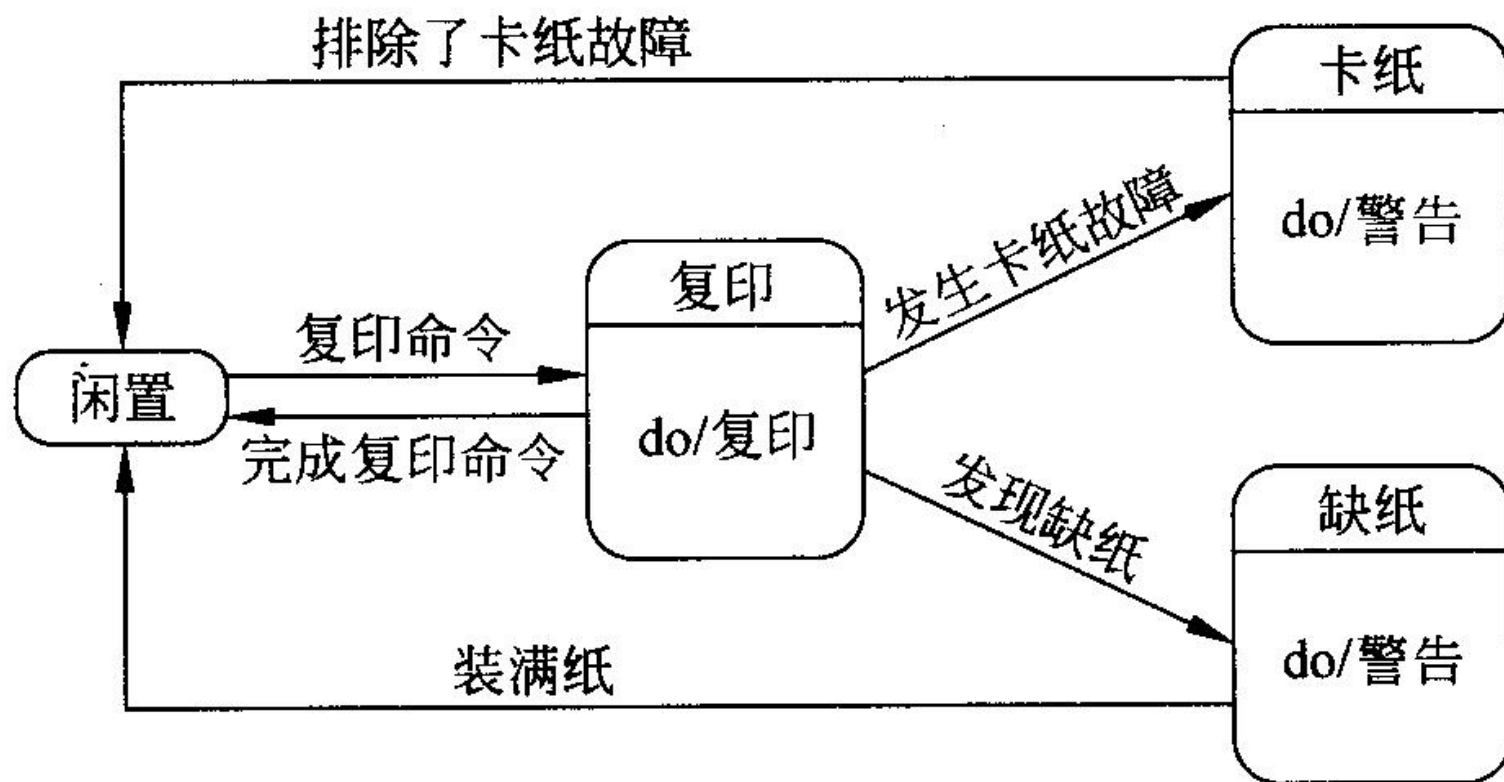 排除了卡纸故障
卡纸
do/警告
发生卡纸故障
复印
复印命令
闲置
do/复印
完成复印命令
发现缺纸
缺纸
do/警告
装满纸